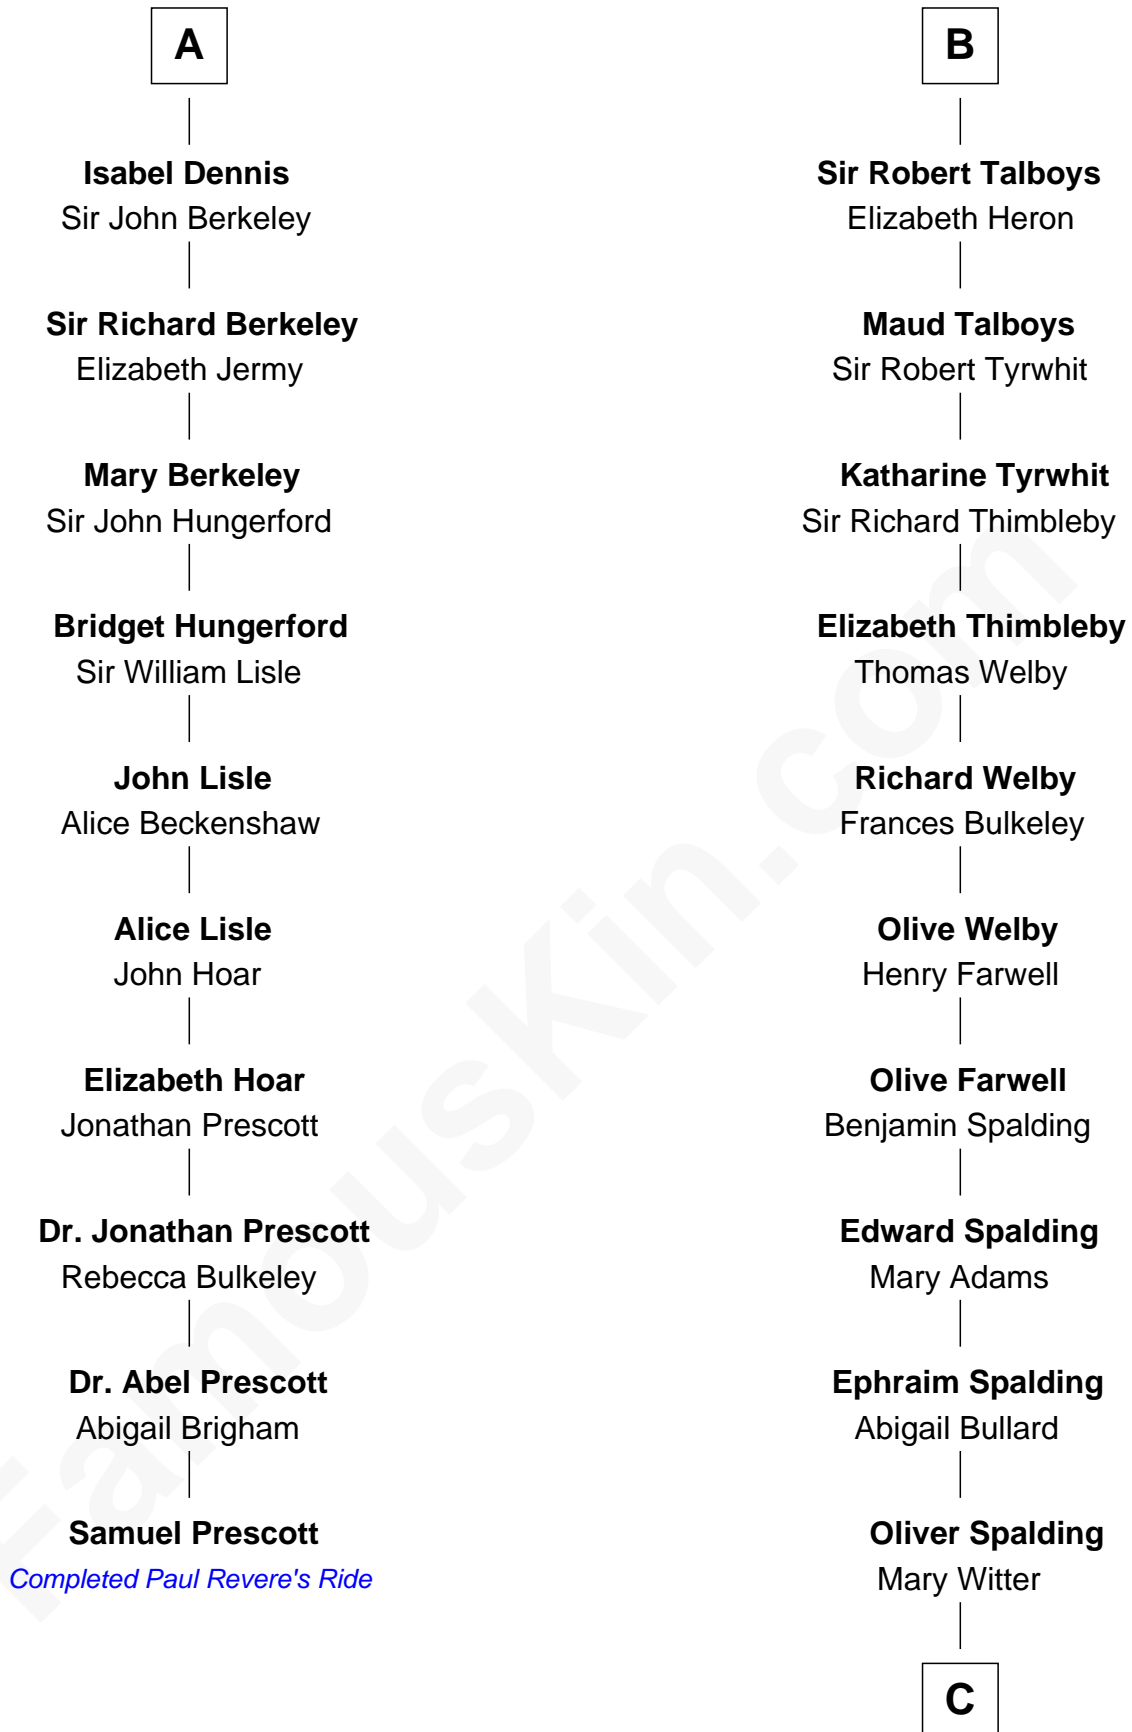 A
Isabel Dennis
Sir John Berkeley
Sir Richard Berkeley
Elizabeth Jermy
Mary Berkeley
Sir John Hungerford
Bridget Hungerford
Sir William Lisle
John Lisle
Alice Beckenshaw
Alice Lisle
John Hoar
Elizabeth Hoar
Jonathan Prescott
Dr. Jonathan Prescott
Rebecca Bulkeley
Dr. Abel Prescott
Abigail Brigham
Samuel Prescott
Completed Paul Revere's Ride
B
Sir Robert Talboys
Elizabeth Heron
Maud Talboys
Sir Robert Tyrwhit
Katharine Tyrwhit
Sir Richard Thimbleby
Elizabeth Thimbleby
Thomas Welby
Richard Welby
Frances Bulkeley
Olive Welby
Henry Farwell
Olive Farwell
Benjamin Spalding
Edward Spalding
Mary Adams
Ephraim Spalding
Abigail Bullard
Oliver Spalding
Mary Witter
C
FamousKin.com